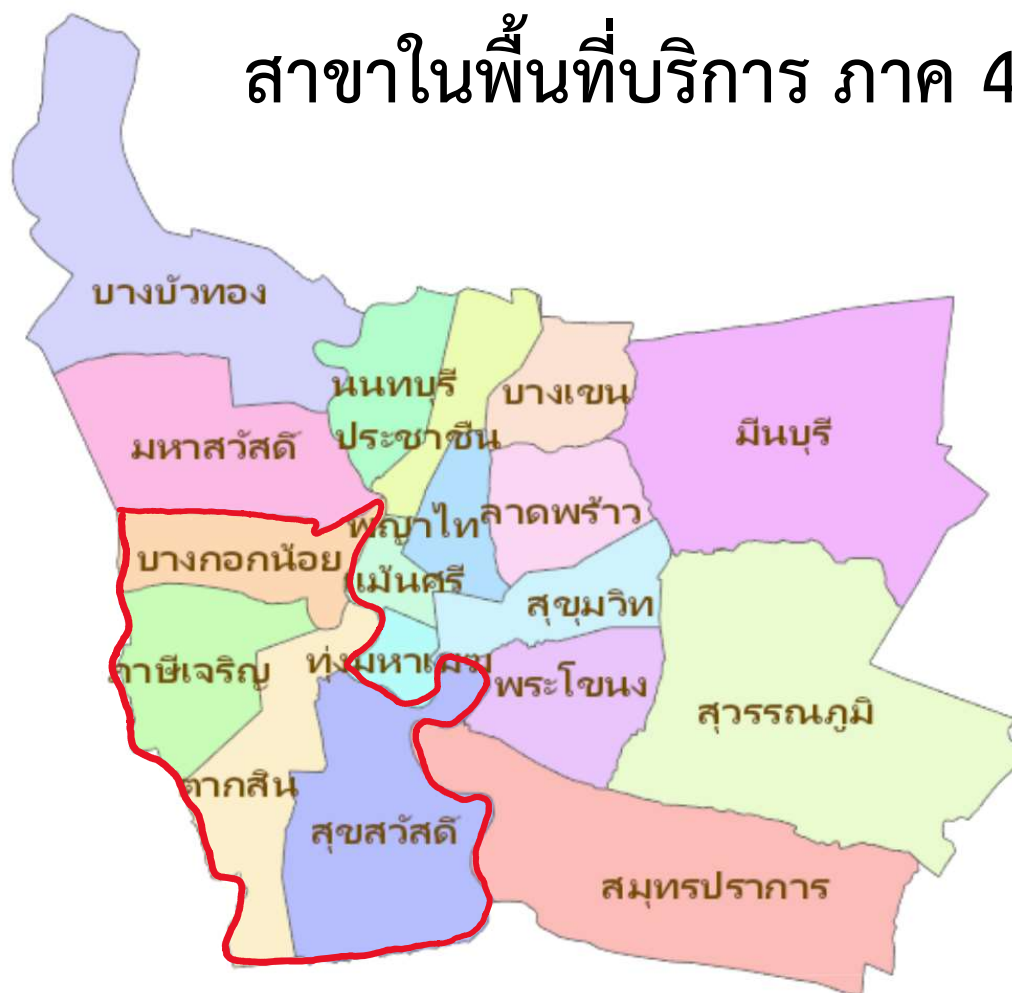 สาขาในพื้นที่บริการ ภาค 4
บางบัวทอง
นนทบุรี
บางเขน
ประชาชื่น
มีนบุรี
มหาสวัสดิ์
พญาไท
ลาดพร้าว
บางกอกน้อย
แม้นศรี
สุขุมวิท
ทุ่งมหาเมฆ
ภาษีเจริญ
พระโขนง
สุวรรณภูมิ
ตากสิน
สุขสวัสดิ์
สมุทรปราการ